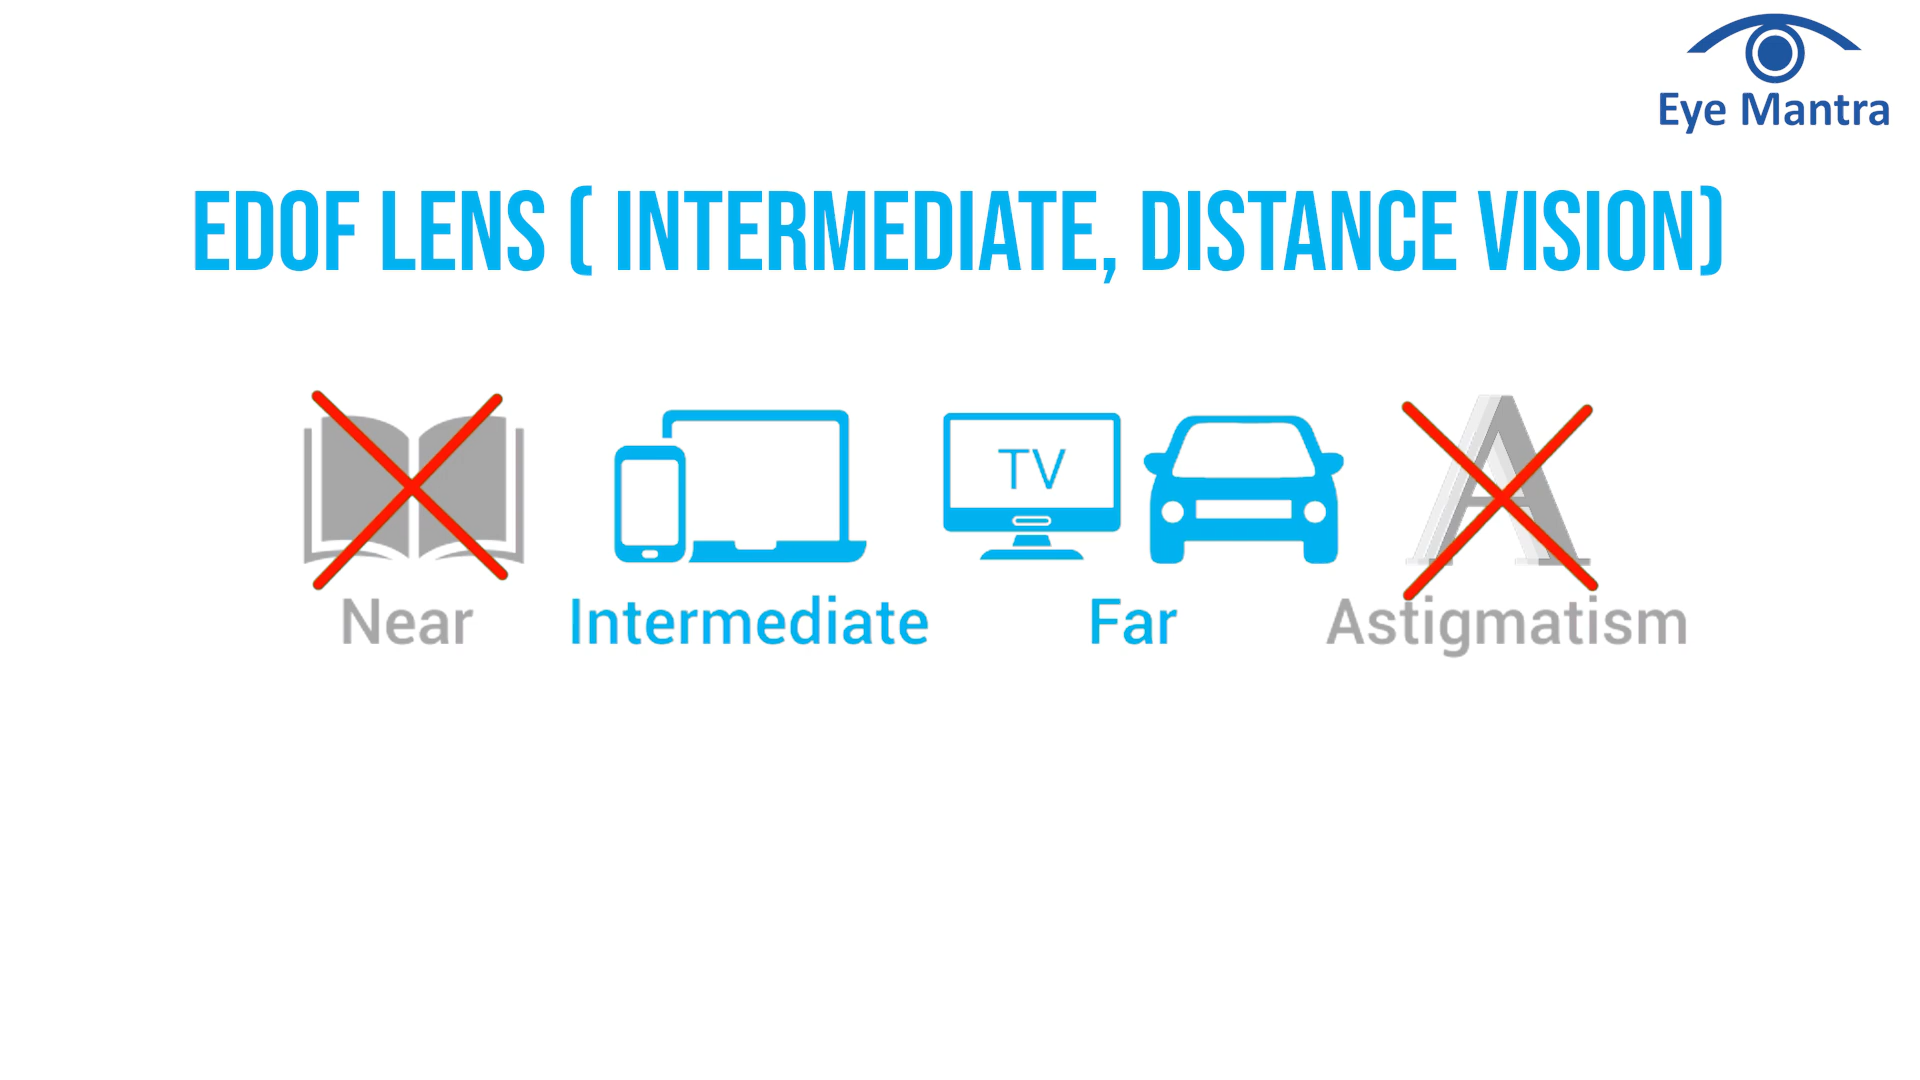 Eye Mantra
EDOF LENS ( INTERMEDIATE, DISTANCE VISION)
TV
A
Near Intermediate Far Astigmatism